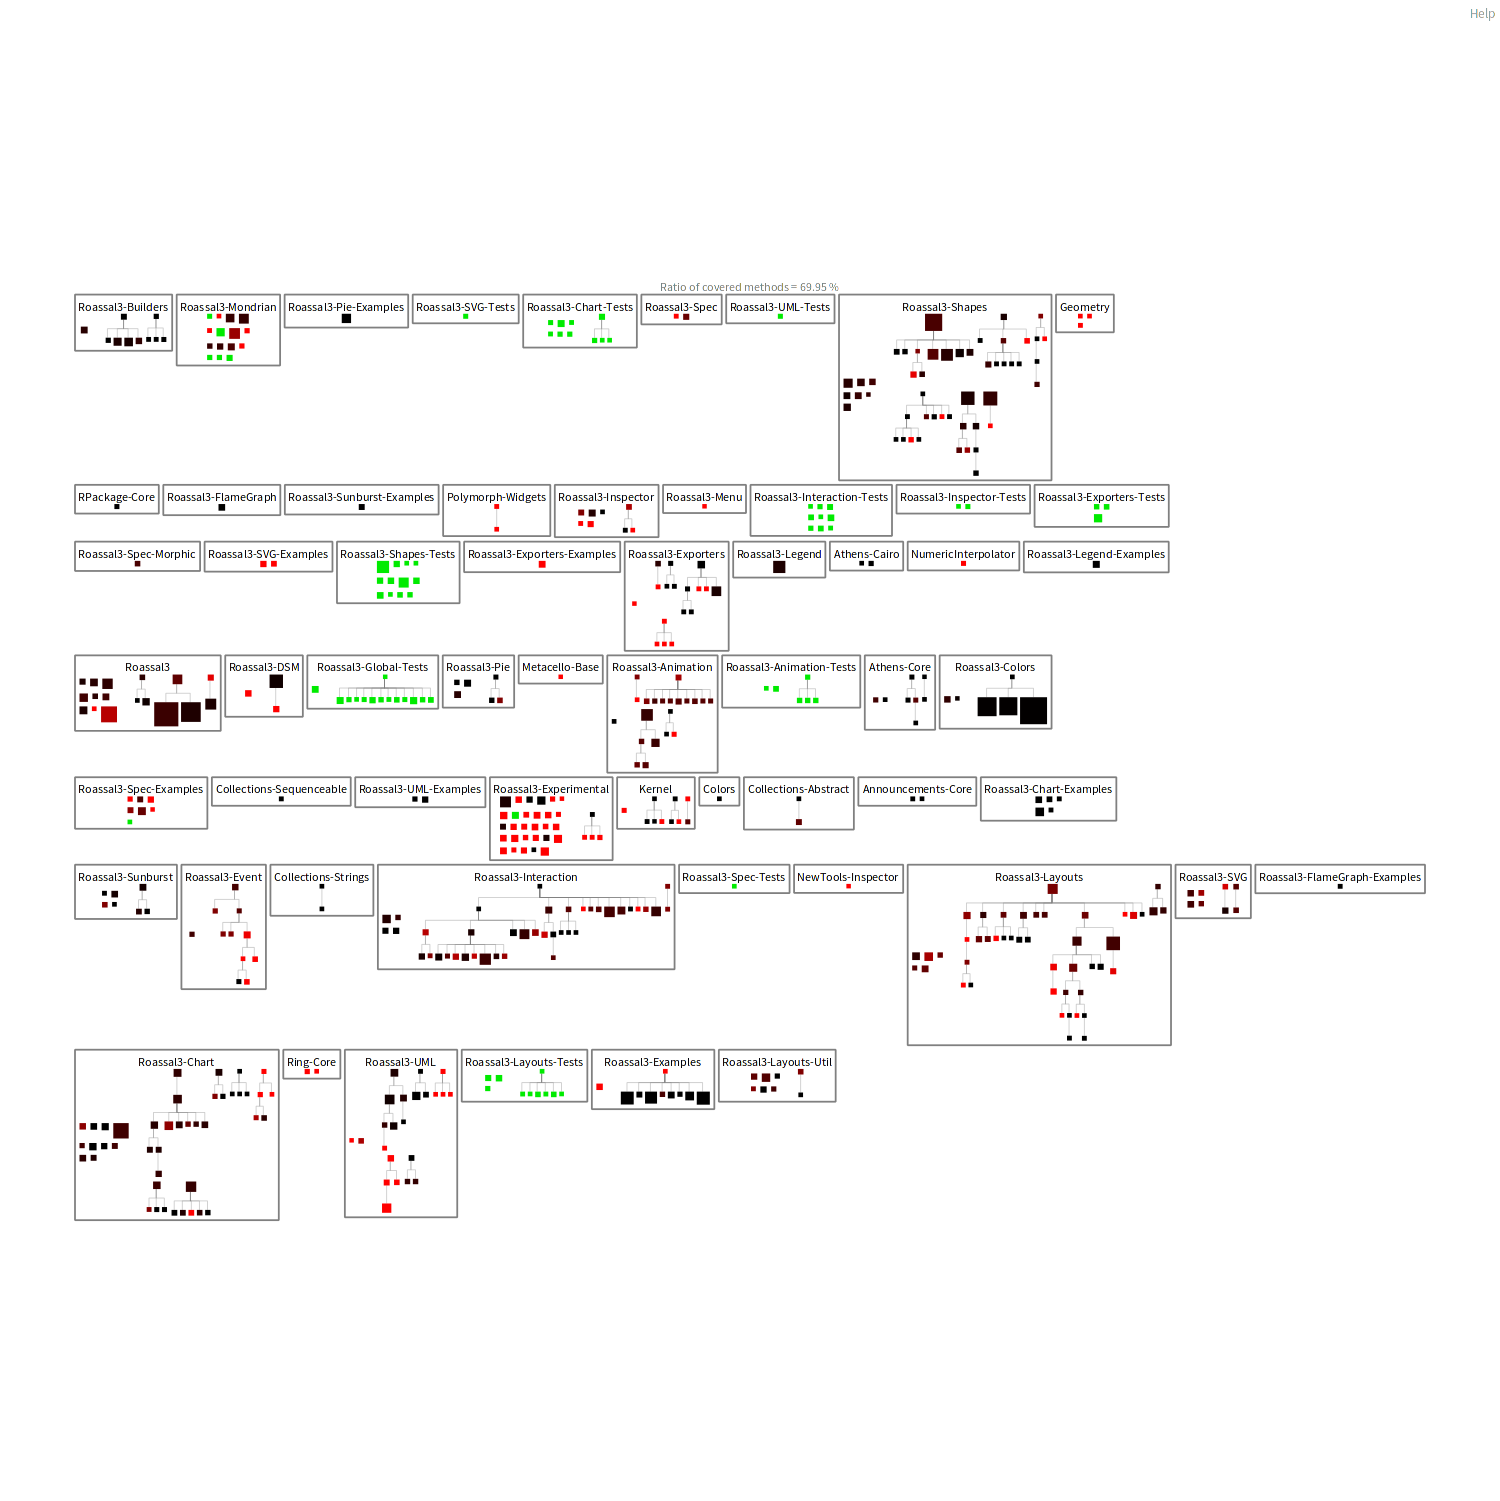 Help
Ratio of covered methods = 69.95 %
Roassal3-Builders
Roassal3-Mondrian
Roassal3-Pie-Examples
Roassal3-SVG-Tests
Roassal3-Chart-Tests
Roassal3-Spec
Roassal3-UML-Tests
Roassal3-Shapes
Geometry
RPackage-Core
Roassal3-FlameGraph
Roassal3-Sunburst-Examples
Polymorph-Widgets
Roassal3-Inspector
Roassal3-Menu
Roassal3-Interaction-Tests
Roassal3-Inspector-Tests
Roassal3-Exporters-Tests
Roassal3-Spec-Morphic
Roassal3-SVG-Examples
Roassal3-Shapes-Tests
Roassal3-Exporters-Examples
Roassal3-Exporters
Roassal3-Legend
Athens-Cairo
NumericInterpolator
Roassal3-Legend-Examples
Roassal3
Roassal3-DSM
Roassal3-Global-Tests
Roassal3-Pie
Metacello-Base
Roassal3-Animation
Roassal3-Animation-Tests
Athens-Core
Roassal3-Colors
Roassal3-Spec-Examples
Collections-Sequenceable
Roassal3-UML-Examples
Roassal3-Experimental
Kernel
Colors
Collections-Abstract
Announcements-Core
Roassal3-Chart-Examples
Roassal3-Sunburst
Roassal3-Event
Collections-Strings
Roassal3-Interaction
Roassal3-Spec-Tests
NewTools-Inspector
Roassal3-Layouts
Roassal3-SVG
Roassal3-FlameGraph-Examples
Roassal3-Chart
Ring-Core
Roassal3-UML
Roassal3-Layouts-Tests
Roassal3-Examples
Roassal3-Layouts-Util